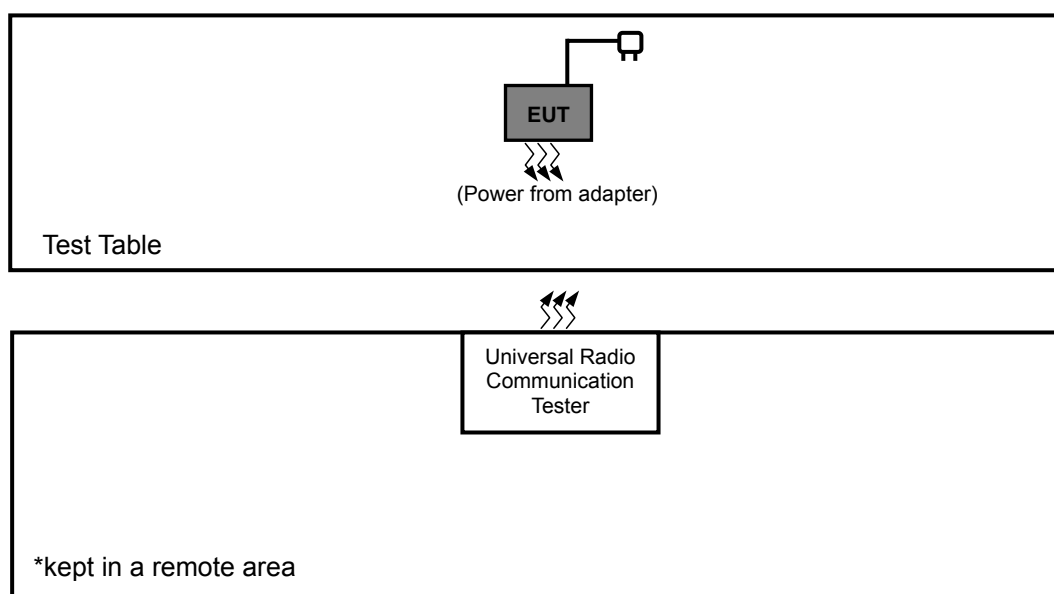 EUT
(Power from adapter)
Test Table
Universal Radio
Communication
Tester
*kept in a remote area